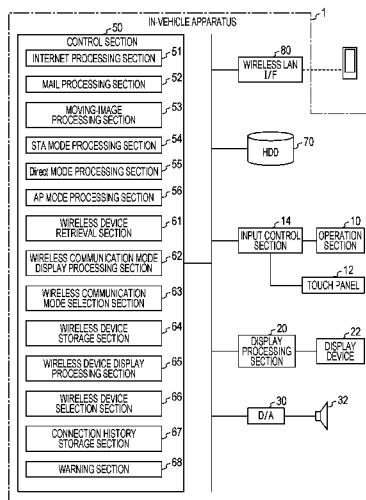 IN-VEHICLE APPARATUS
1
50
CONTROL SECTION
INTERNET PROCESSING SECTION
51
MAIL PROCESSING SECTION
52
MOVING-IMAGE
PROCESSING SECTION
53
STA MODE PROCESSING SECTION
54
Direct MODE PROCESSING SECTION
55
AP MODE PROCESSING SECTION
56
WIRELESS DEVICE
RETRIEVAL SECTION
61
WIRELESS COMMUNICATION MODE
DISPLAY PROCESSING SECTION
62
WIRELESS COMMUNICATION
MODE SELECTION SECTION
63
WIRELESS DEVICE
STORAGE SECTION
64
WIRELESS DEVICE DISPLAY
PROCESSING SECTION
65
WIRELESS DEVICE
SELECTION SECTION
66
CONNECTION HISTORY
STORAGE SECTION
67
WARNING SECTION
68
80
WIRELESS LAN
I/F
70
HDD
14
INPUT CONTROL
SECTION
10
OPERATION
SECTION
12
TOUCH PANEL
20
DISPLAY
PROCESSING
SECTION
22
DISPLAY
DEVICE
30
D/A
32